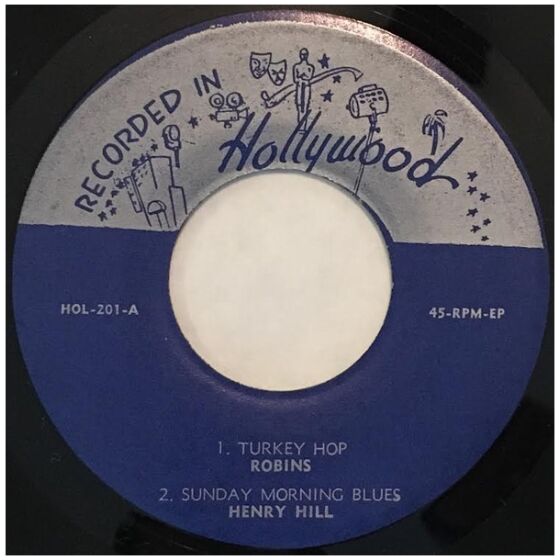 RECORDED IN
Hollywood
HOL-201-A
45-RPM-EP
1. TURKEY HOP
ROBINS
2. SUNDAY MORNING BLUES
HENRY HILL